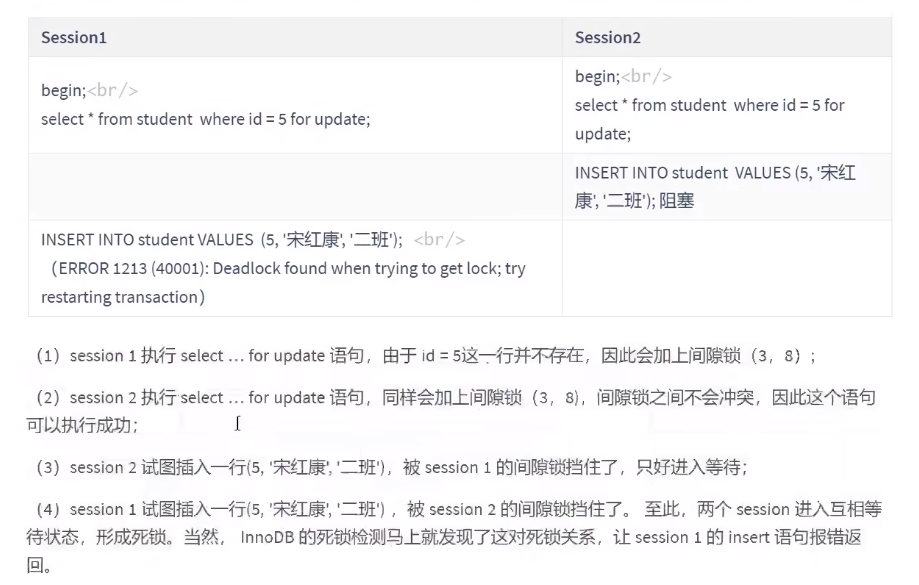 Session1
Session2
begin;<br/>
select * from student where id = 5 for update;
begin;<br/>
select * from student where id = 5 for
update;
INSERT INTO student VALUES (5, '宋红
康', '二班'); 阻塞
INSERT INTO student VALUES (5, '宋红康', '二班'); <br/>
（ERROR 1213 (40001): Deadlock found when trying to get lock; try
restarting transaction）
（1）session 1 执行 select … for update 语句，由于 id = 5这一行并不存在，因此会加上间隙锁（3，8）;
（2）session 2 执行 select … for update 语句，同样会加上间隙锁（3，8)，间隙锁之间不会冲突，因此这个语句
可以执行成功；
（3）session 2 试图插入一行(5, '宋红康', '二班')，被 session 1 的间隙锁挡住了，只好进入等待；
（4）session 1 试图插入一行(5, '宋红康', '二班') ，被 session 2 的间隙锁挡住了。 至此，两个 session 进入互相等
待状态，形成死锁。当然， InnoDB 的死锁检测马上就发现了这对死锁关系，让 session 1 的 insert 语句报错返
回。